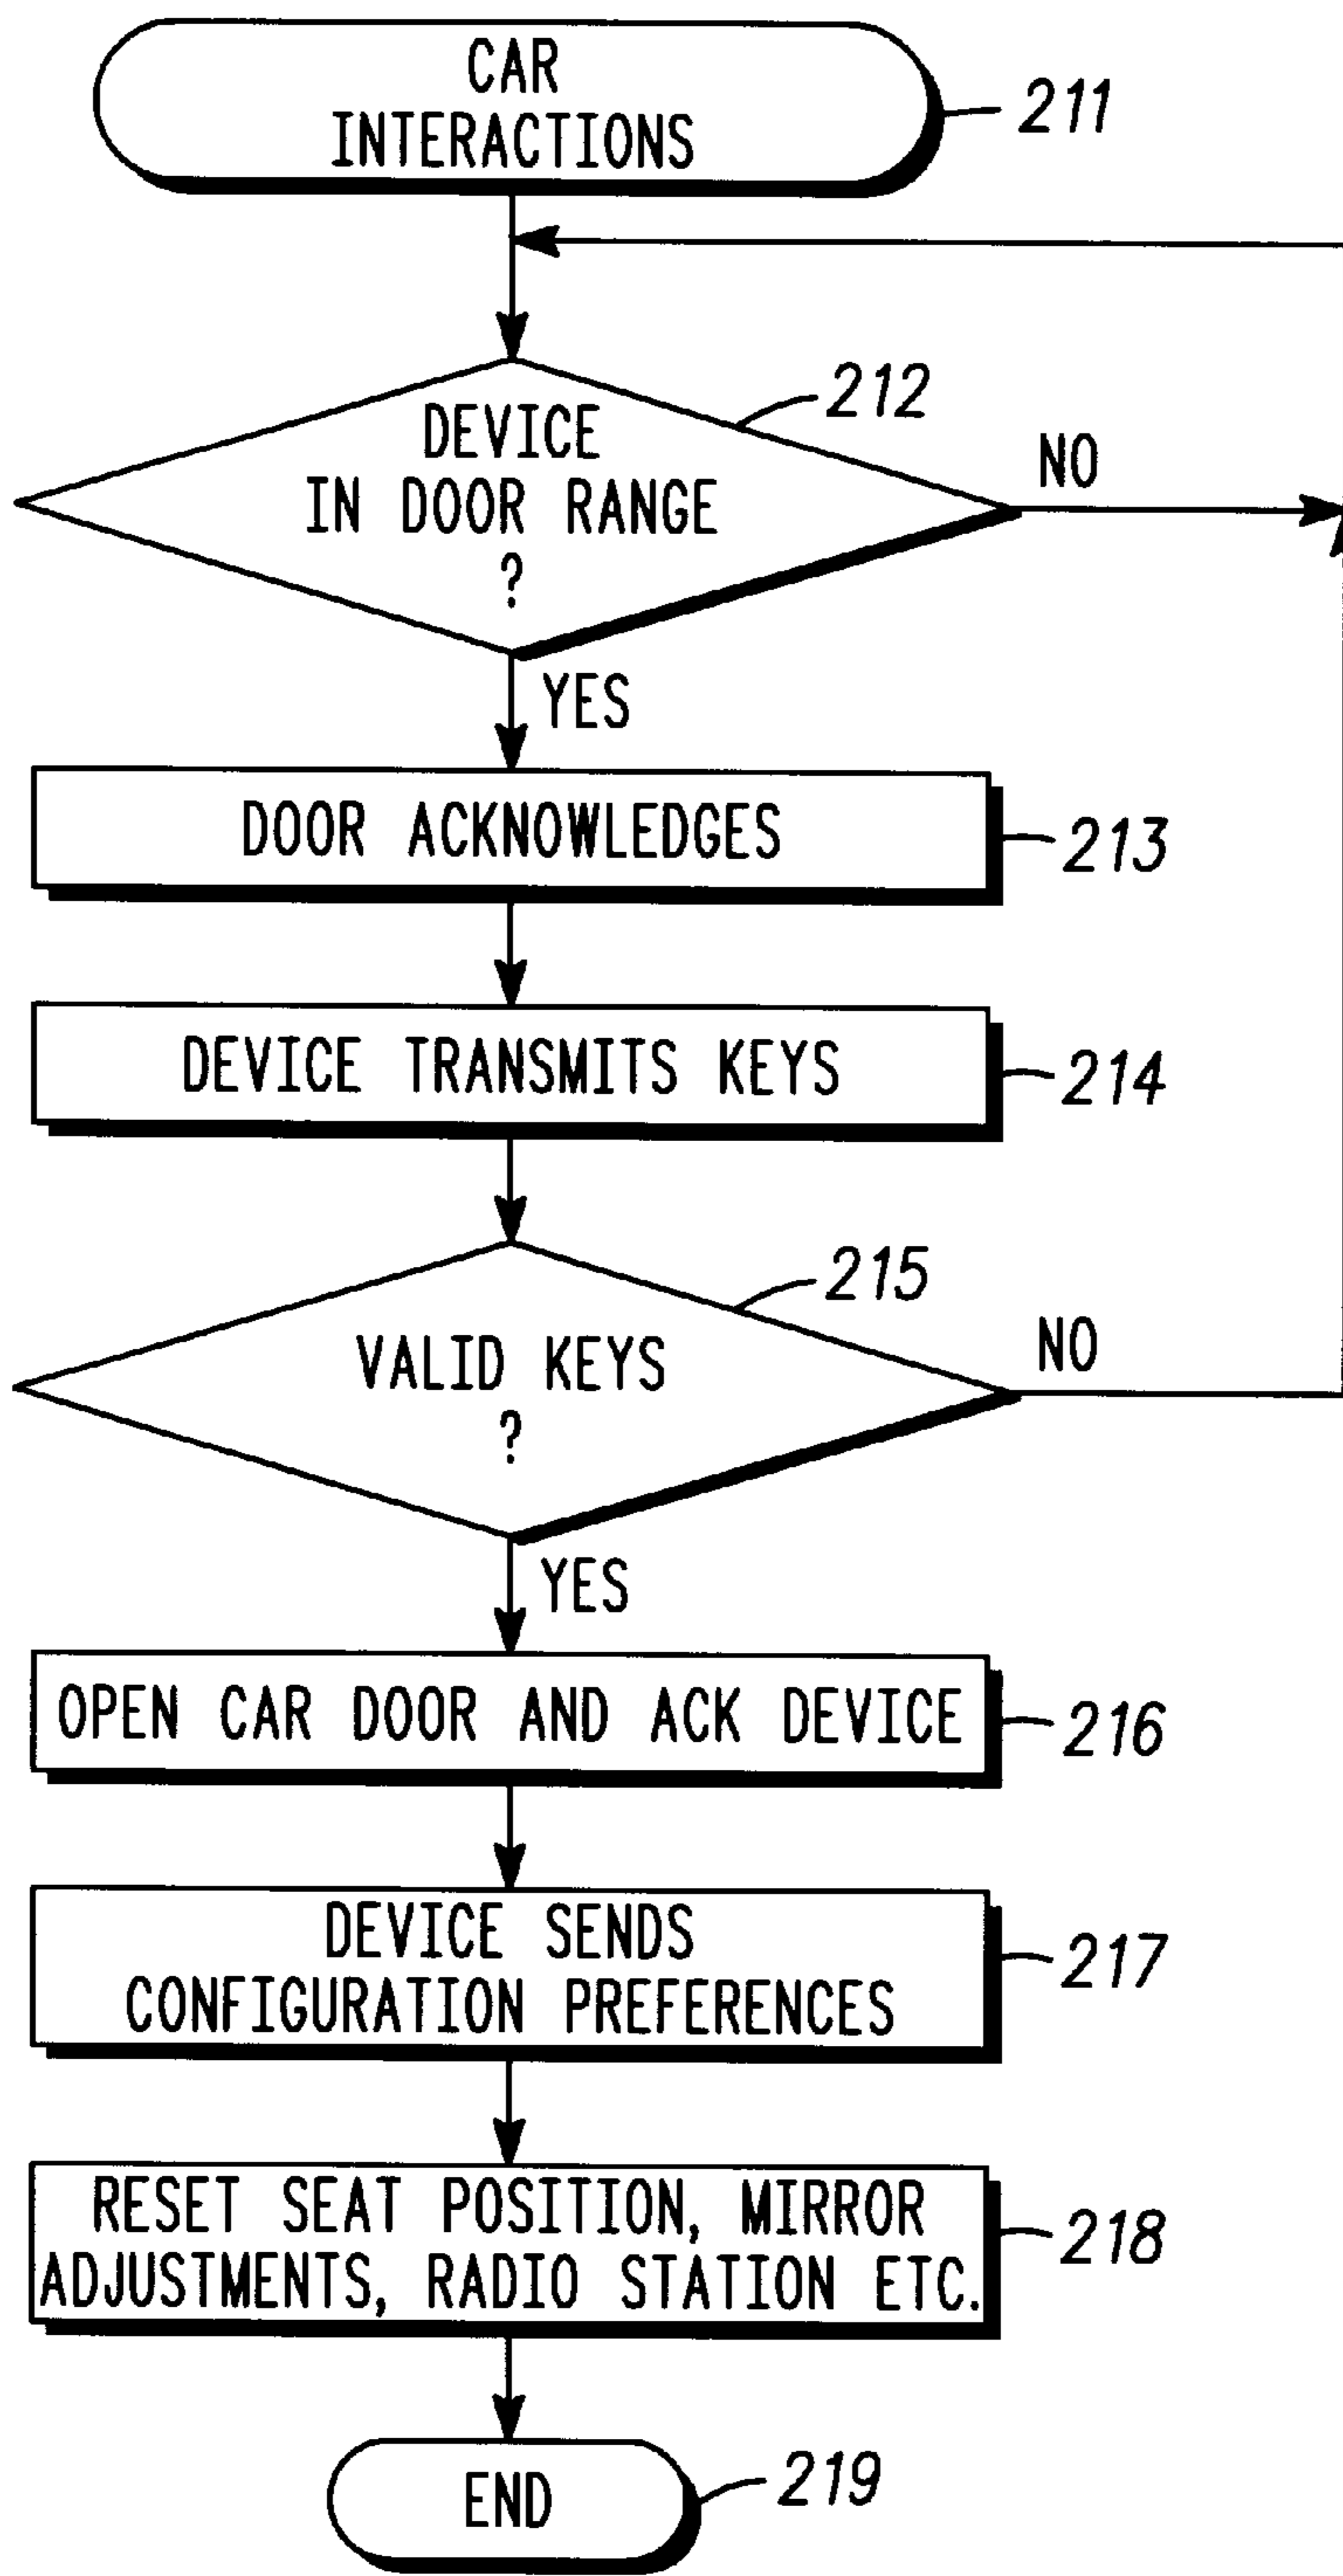 CAR
INTERACTIONS
211
212
DEVICE
IN DOOR RANGE
?
NO
YES
DOOR ACKNOWLEDGES
213
DEVICE TRANSMITS KEYS
214
215
VALID KEYS
?
NO
YES
OPEN CAR DOOR AND ACK DEVICE
216
DEVICE SENDS
CONFIGURATION PREFERENCES
217
RESET SEAT POSITION, MIRROR
ADJUSTMENTS, RADIO STATION ETC.
218
END
219